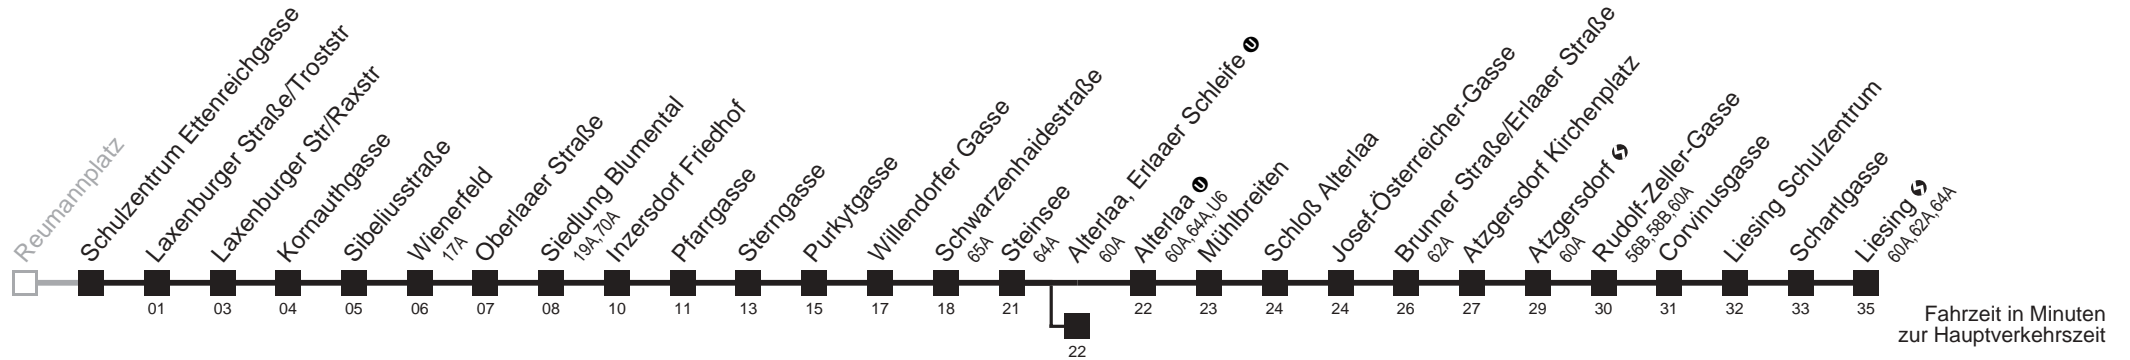 Reumannplatz
Schulzentrum Ettenreichgasse
Laxenburger Straße/Troststr
Laxenburger Str/Raxstr
Kornauthgasse
Sibeliusstraße
Wienerfeld
17A
Oberlaaer Straße
Siedlung Blumental
19A,70A
Inzersdorf Friedhof
Pfarrgasse
Sterngasse
Purkytgasse
Willendorfer Gasse
Schwarzenhaidestraße
65A
Steinsee
64A
Alterlaa, Erlaaer Schleife U
60A
Alterlaa U
60A,64A,U6
Mühlbreiten
Schloß Alterlaa
Josef-Österreicher-Gasse
Brunner Straße/Erlaaer Straße
62A
Atzgersdorf Kirchenplatz
Atzgersdorf
60A
Rudolf-Zeller-Gasse
56B,58B,60A
Corvinusgasse
Liesing Schulzentrum
Schartlgasse
Liesing
60A,62A,64A
01 03 04 05 06 07 08 10 11 13 15 17 18 21 22 23 24 24 26 27 29 30 31 32 33 35
22
Fahrzeit in Minuten
zur Hauptverkehrszeit